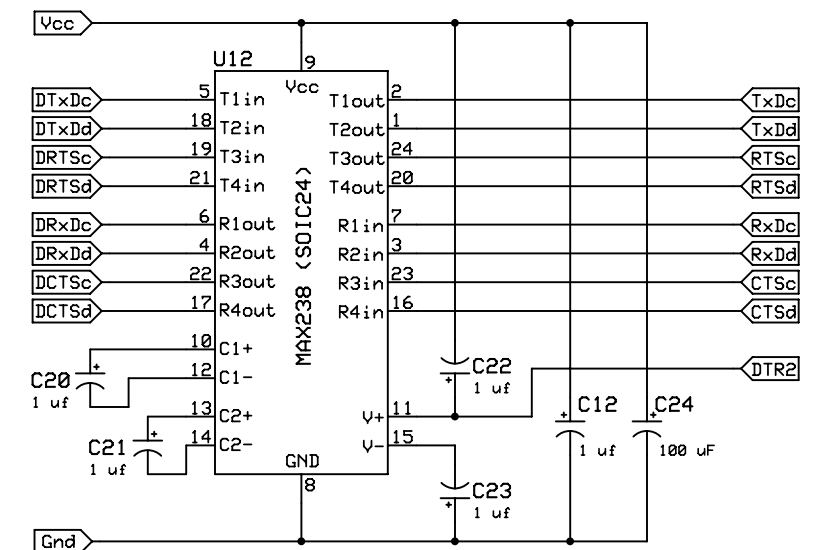 Vcc
U12
9
Vcc
DTxDc 5 T1in T1out 2 TxDc
DTxDd 18 T2in T2out 1 TxDd
DRTSc 19 T3in T3out 24 RTSc
DRTSd 21 T4in T4out 20 RTSd
DRxDc 6 R1out R1in 7 RxDc
DRxDd 4 R2out R2in 3 RxDd
DCTSc 22 R3out R3in 23 CTSc
DCTSd 17 R4out R4in 16 CTSd
MAX238 (SOIC24)
10 C1+
C20 + 12 C1-
1 uf
C22
+ 1 uf
DTR2
13 C2+ V+ 11
C21 + 14 C2- V- 15
1 uf
C12
+ 1 uf
C24
+ 100 uF
GND
8
C23
+ 1 uf
Gnd